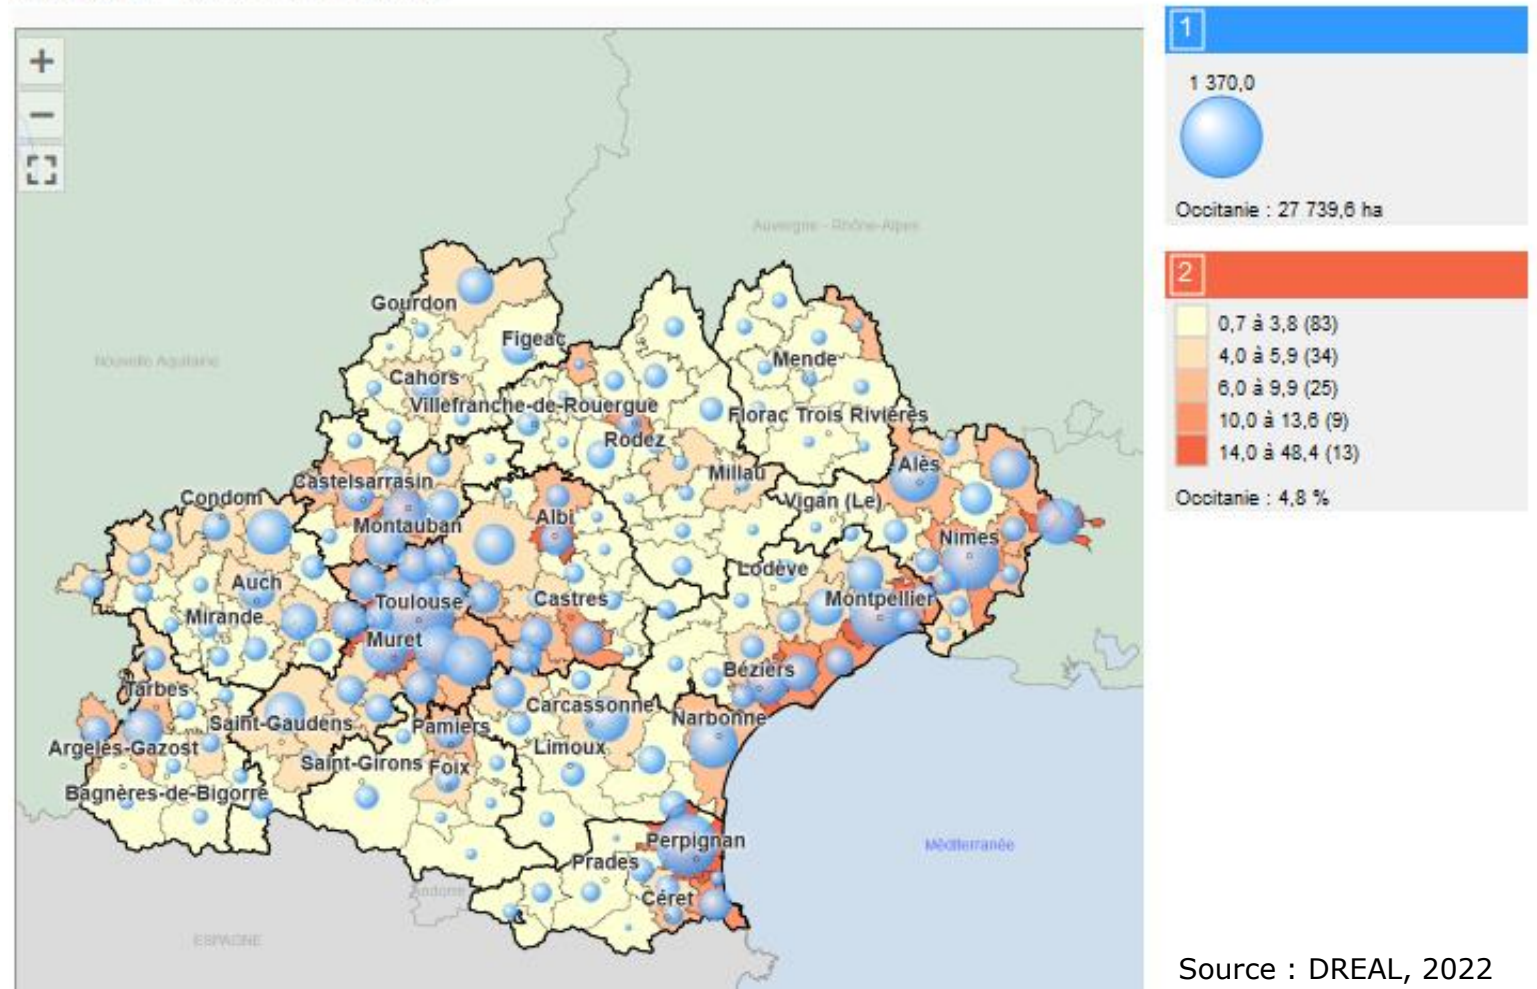 +
−
Auvergne - Rhône-Alpes
Gourdon
Figeac
Nouvelle Aquitaine
Mende
Cahors
Villefranche-de-Rouergue
Florac Trois Rivières
Rodez
Alès
Millau
Castelsarrasin
Condom
Vigan (Le)
Albi
Montauban
Nîmes
Lodève
Auch
Toulouse
Castres
Montpellier
Mirande
Muret
Béziers
Tarbes
Carcassonne
Narbonne
Saint-Gaudens
Pamiers
Argelès-Gazost
Limoux
Saint-Girons
Foix
Bagnères-de-Bigorre
Perpignan
Méditerranée
Prades
Andorre
Céret
ESPAGNE
1
1 370,0
Occitanie : 27 739,6 ha
2
0,7 à 3,8 (83)
4,0 à 5,9 (34)
6,0 à 9,9 (25)
10,0 à 13,6 (9)
14,0 à 48,4 (13)
Occitanie : 4,8 %
Source : DREAL, 2022